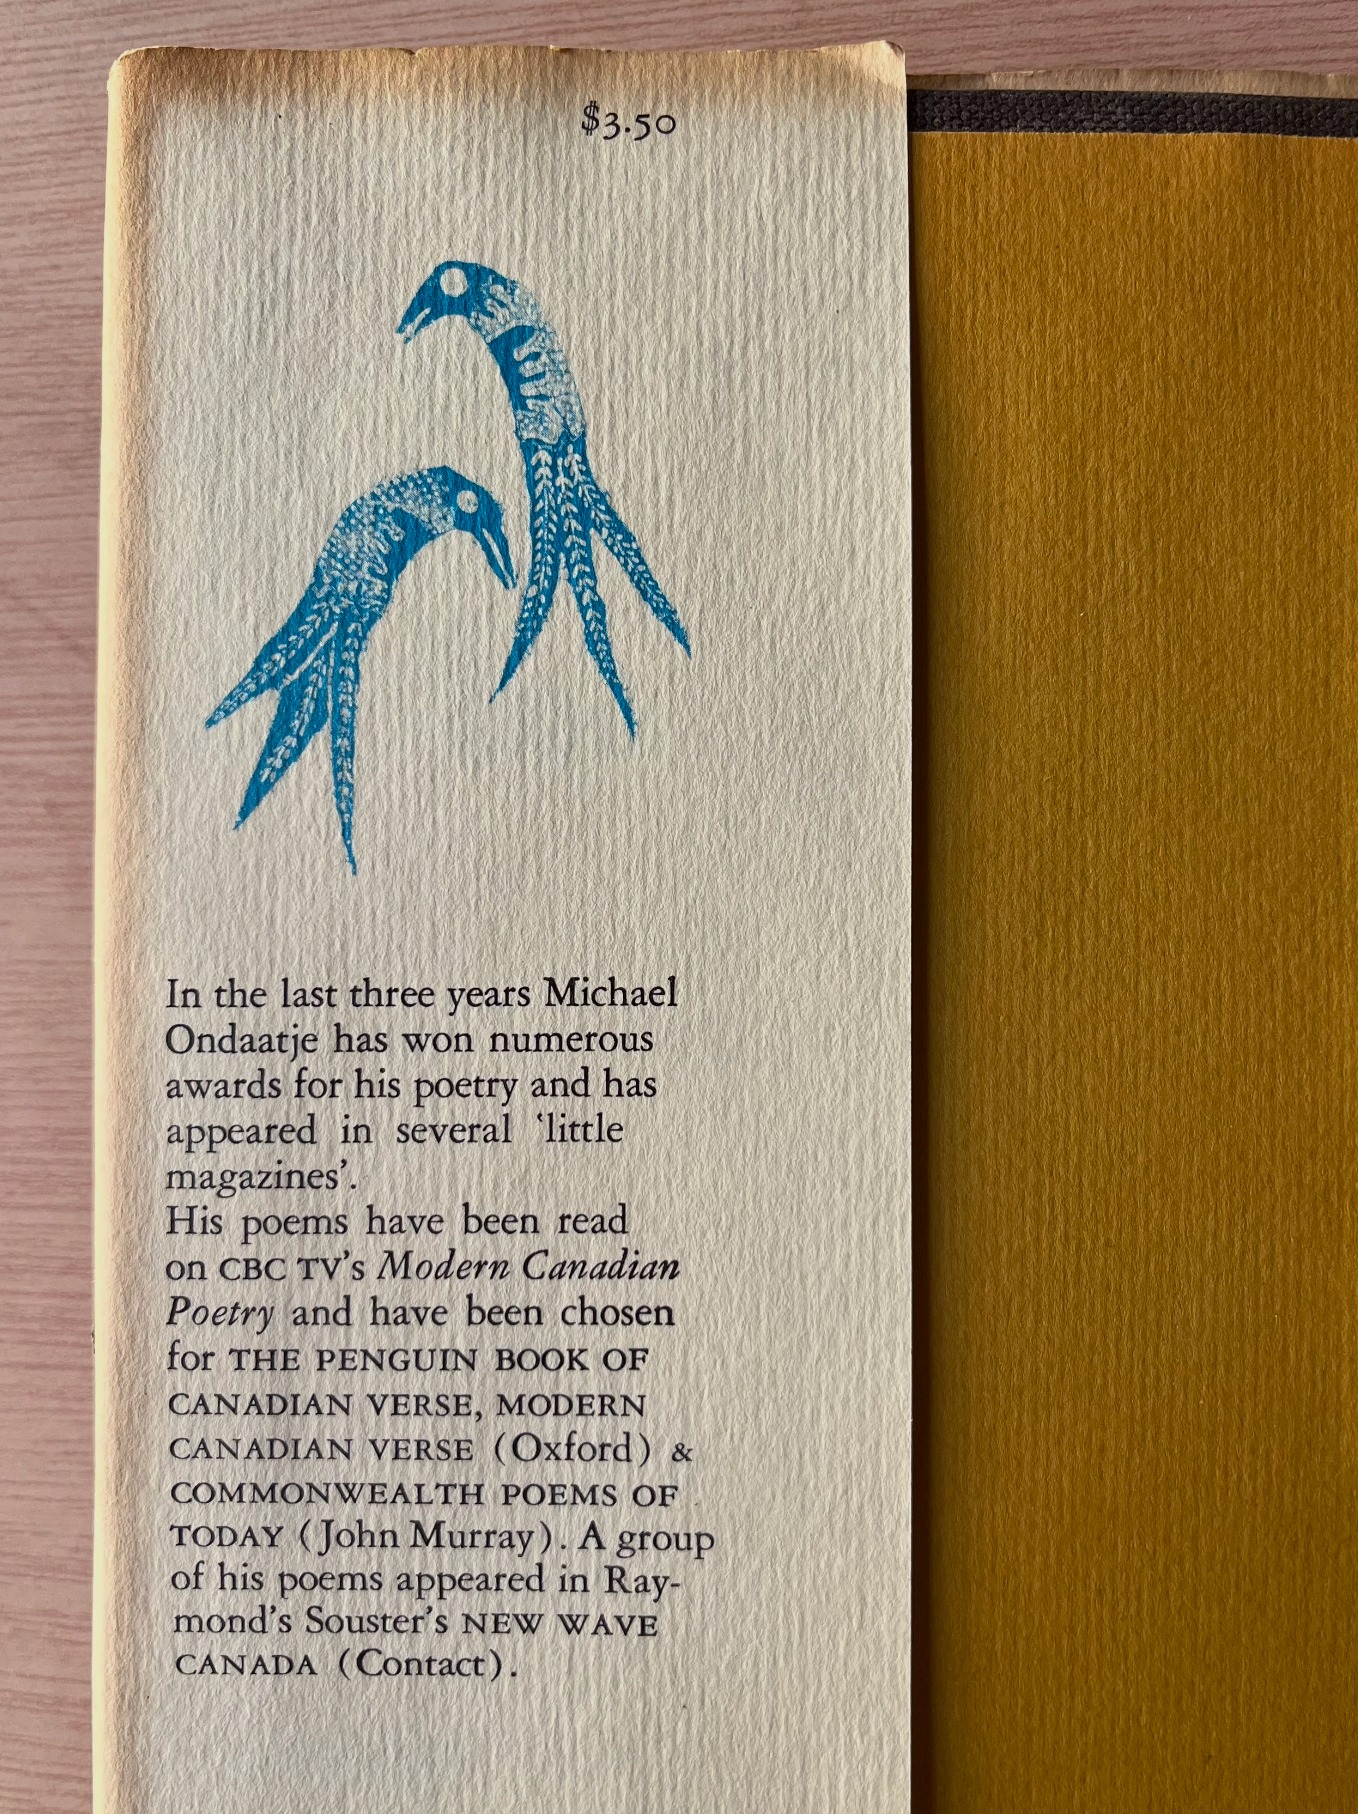 $3.50
In the last three years Michael
Ondaatje has won numerous
awards for his poetry and has
appeared in several ‘little
magazines’.
His poems have been read
on CBC TV’s Modern Canadian
Poetry and have been chosen
for THE PENGUIN BOOK OF
CANADIAN VERSE, MODERN
CANADIAN VERSE (Oxford) &
COMMONWEALTH POEMS OF
TODAY (John Murray). A group
of his poems appeared in Ray-
mond’s Souster’s NEW WAVE
CANADA (Contact).